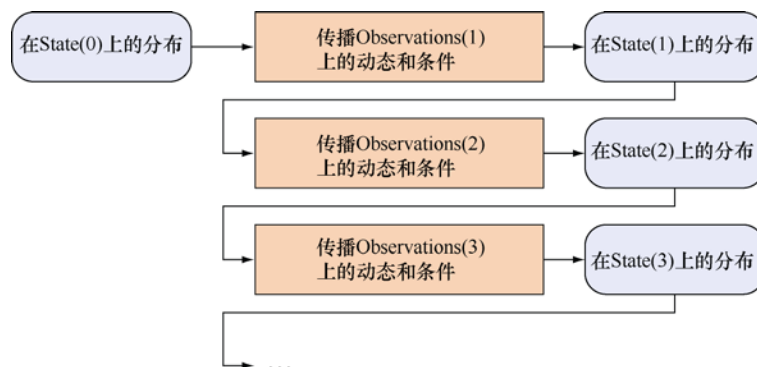 在State(0)上的分布
传播Observations(1)
上的动态和条件
在State(1)上的分布
传播Observations(2)
上的动态和条件
在State(2)上的分布
传播Observations(3)
上的动态和条件
在State(3)上的分布
...